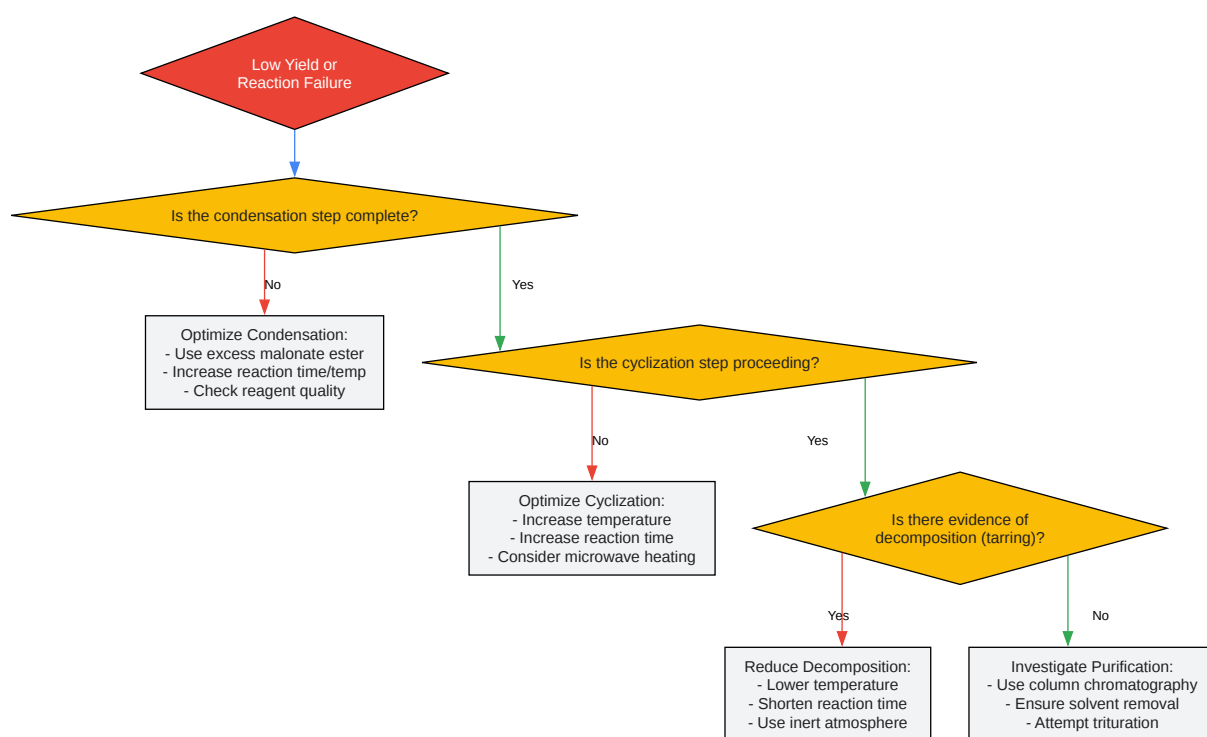 Low Yield or
Reaction Failure
Is the condensation step complete?
No
Yes
Optimize Condensation:
- Use excess malonate ester
- Increase reaction time/temp
- Check reagent quality
Is the cyclization step proceeding?
No
Yes
Optimize Cyclization:
- Increase temperature
- Increase reaction time
- Consider microwave heating
Is there evidence of
decomposition (tarring)?
Yes
No
Reduce Decomposition:
- Lower temperature
- Shorten reaction time
- Use inert atmosphere
Investigate Purification:
- Use column chromatography
- Ensure solvent removal
- Attempt trituration